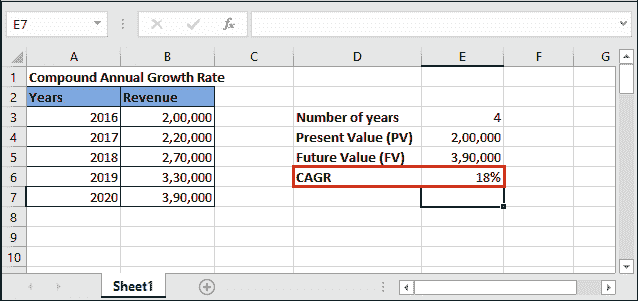 E7 fx
A B C D E F G
1 Compound Annual Growth Rate
2 Years Revenue
3 2016 2,00,000 Number of years 4
4 2017 2,20,000 Present Value (PV) 2,00,000
5 2018 2,70,000 Future Value (FV) 3,90,000
6 2019 3,30,000 CAGR 18%
7 2020 3,90,000
8
9
10
Sheet1